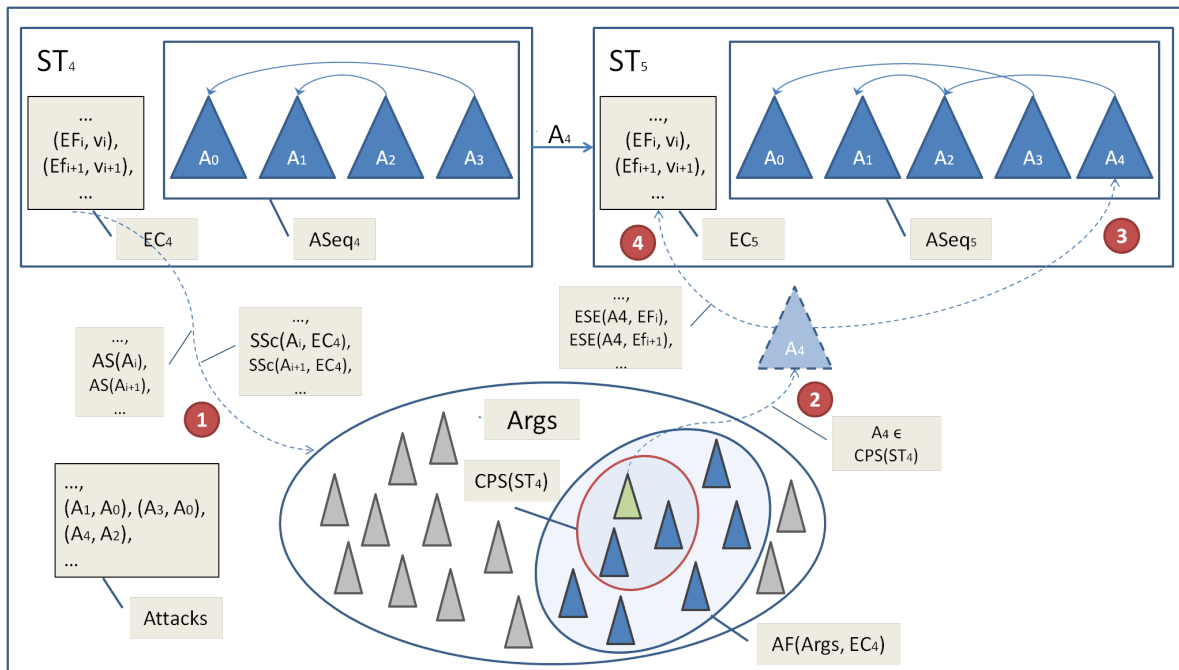 ST₄
…
(EFᵢ, vᵢ),
(Efᵢ₊₁, vᵢ₊₁),
…
EC₄
A₀
A₁
A₂
A₃
ASeq₄
A₄
ST₅
…,
(EFᵢ, vᵢ),
(Efᵢ₊₁, vᵢ₊₁),
…
EC₅
A₀
A₁
A₂
A₃
A₄
ASeq₅
4
3
…,
AS(Aᵢ),
AS(Aᵢ₊₁),
…
…,
SSc(Aᵢ, EC₄),
SSc(Aᵢ₊₁, EC₄),
…
1
…,
ESE(A4, EFᵢ),
ESE(A4, Efᵢ₊₁),
…
A₄
2
A₄ ϵ
CPS(ST₄)
Args
CPS(ST₄)
…,
(A₁, A₀), (A₃, A₀),
(A₄, A₂),
…
Attacks
AF(Args, EC₄)